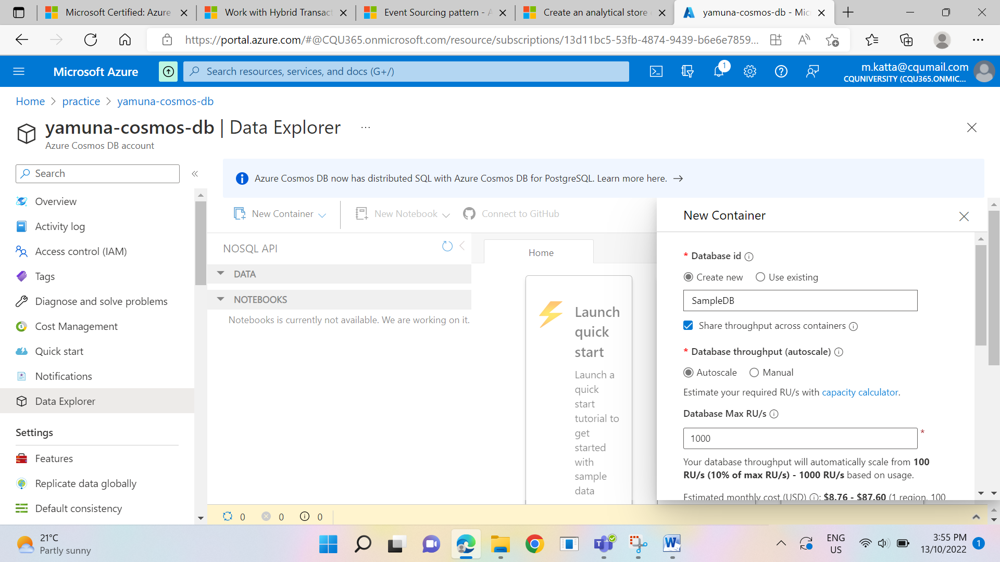 Microsoft Certified: Azure
Work with Hybrid Transact
Event Sourcing pattern - A
Create an analytical store
yamuna-cosmos-db - Mic
https://portal.azure.com/#@CQU365.onmicrosoft.com/resource/subscriptions/13d11bc5-53fb-4874-9439-b6e6e7859...
Microsoft Azure
Search resources, services, and docs (G+/)
1
m.katta@cqumail.com
CQUNIVERSITY (CQU365.ONMIC...
Home > practice > yamuna-cosmos-db
yamuna-cosmos-db | Data Explorer ...
Azure Cosmos DB account
Search
Overview
Activity log
Access control (IAM)
Tags
Diagnose and solve problems
Cost Management
Quick start
Notifications
Data Explorer
Settings
Features
Replicate data globally
Default consistency
Azure Cosmos DB now has distributed SQL with Azure Cosmos DB for PostgreSQL. Learn more here.
New Container
New Notebook
Connect to GitHub
NOSQL API
DATA
NOTEBOOKS
Notebooks is currently not available. We are working on it.
Home
Launch
quick
start
Launch a
quick
start
tutorial to
get
started
with
sample
data
New Container
* Database id
Create new
Use existing
SampleDB
Share throughput across containers
* Database throughput (autoscale)
Autoscale
Manual
Estimate your required RU/s with capacity calculator.
Database Max RU/s
1000 *
Your database throughput will automatically scale from 100
RU/s (10% of max RU/s) - 1000 RU/s based on usage.
Estimated monthly cost (USD) : $8.76 - $87.60 (1 region, 100
0 0 0
21°C
Partly sunny
ENG
US
3:55 PM
13/10/2022
1